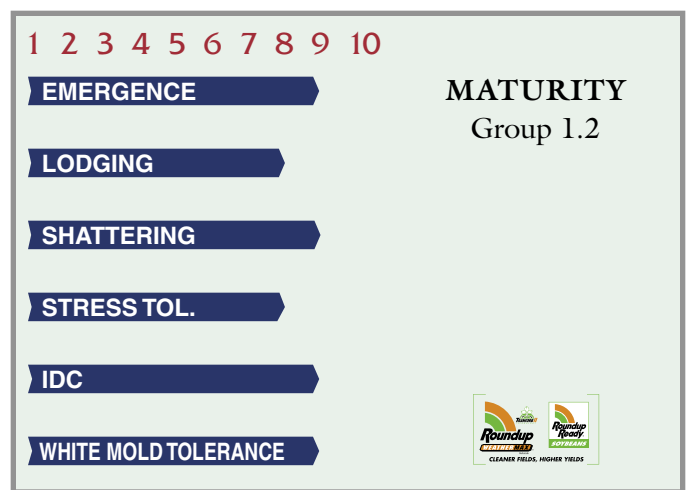 1 2 3 4 5 6 7 8 9 10
EMERGENCE
LODGING
SHATTERING
STRESS TOL.
IDC
WHITE MOLD TOLERANCE
MATURITY
Group 1.2
Roundup
WEATHERMAX
Roundup
Ready
SOYBEANS
CLEANER FIELDS, HIGHER YIELDS